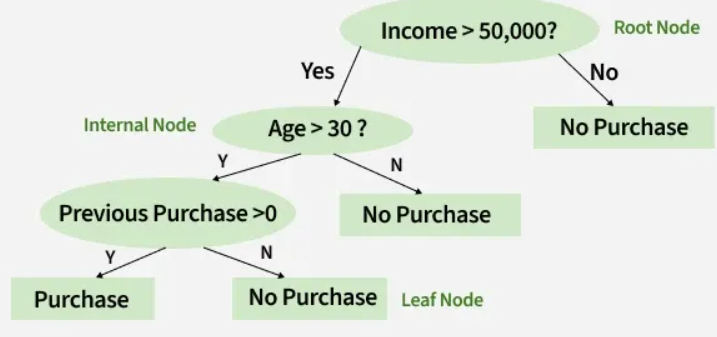 Income > 50,000?
Root Node
Yes
No
Internal Node
Age > 30 ?
No Purchase
Y
N
Previous Purchase >0
No Purchase
Y
N
Purchase
No Purchase
Leaf Node